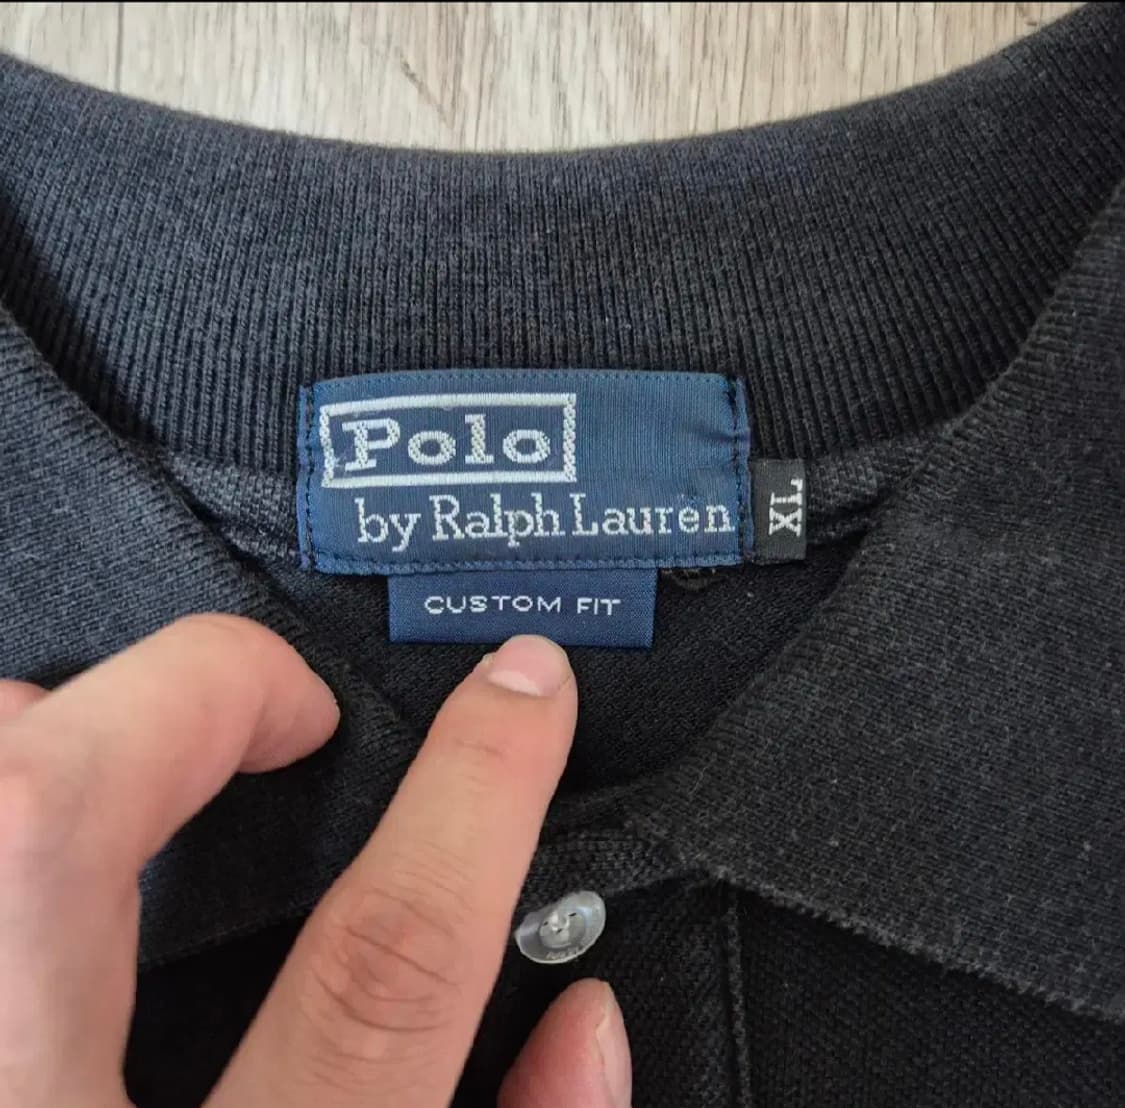 Polo
by Ralph Lauren
XL
CUSTOM FIT